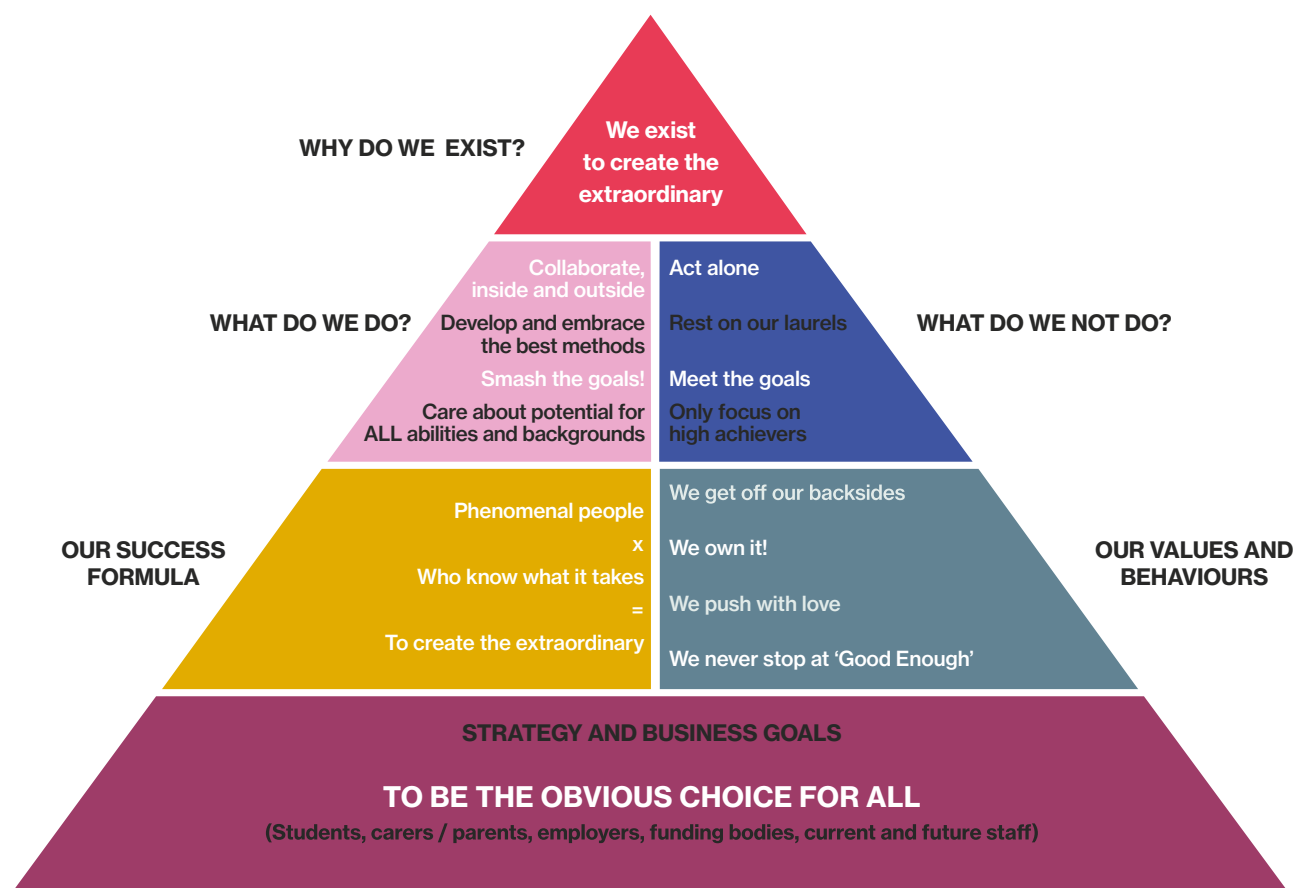 WHY DO WE EXIST?
We exist
to create the
extraordinary
WHAT DO WE DO?
Collaborate,
inside and outside
Develop and embrace
the best methods
Smash the goals!
Care about potential for
ALL abilities and backgrounds
Act alone
Rest on our laurels
Meet the goals
Only focus on
high achievers
WHAT DO WE NOT DO?
OUR SUCCESS
FORMULA
Phenomenal people
x
Who know what it takes
=
To create the extraordinary
We get off our backsides
We own it!
We push with love
We never stop at ‘Good Enough’
OUR VALUES AND
BEHAVIOURS
STRATEGY AND BUSINESS GOALS
TO BE THE OBVIOUS CHOICE FOR ALL
(Students, carers / parents, employers, funding bodies, current and future staff)